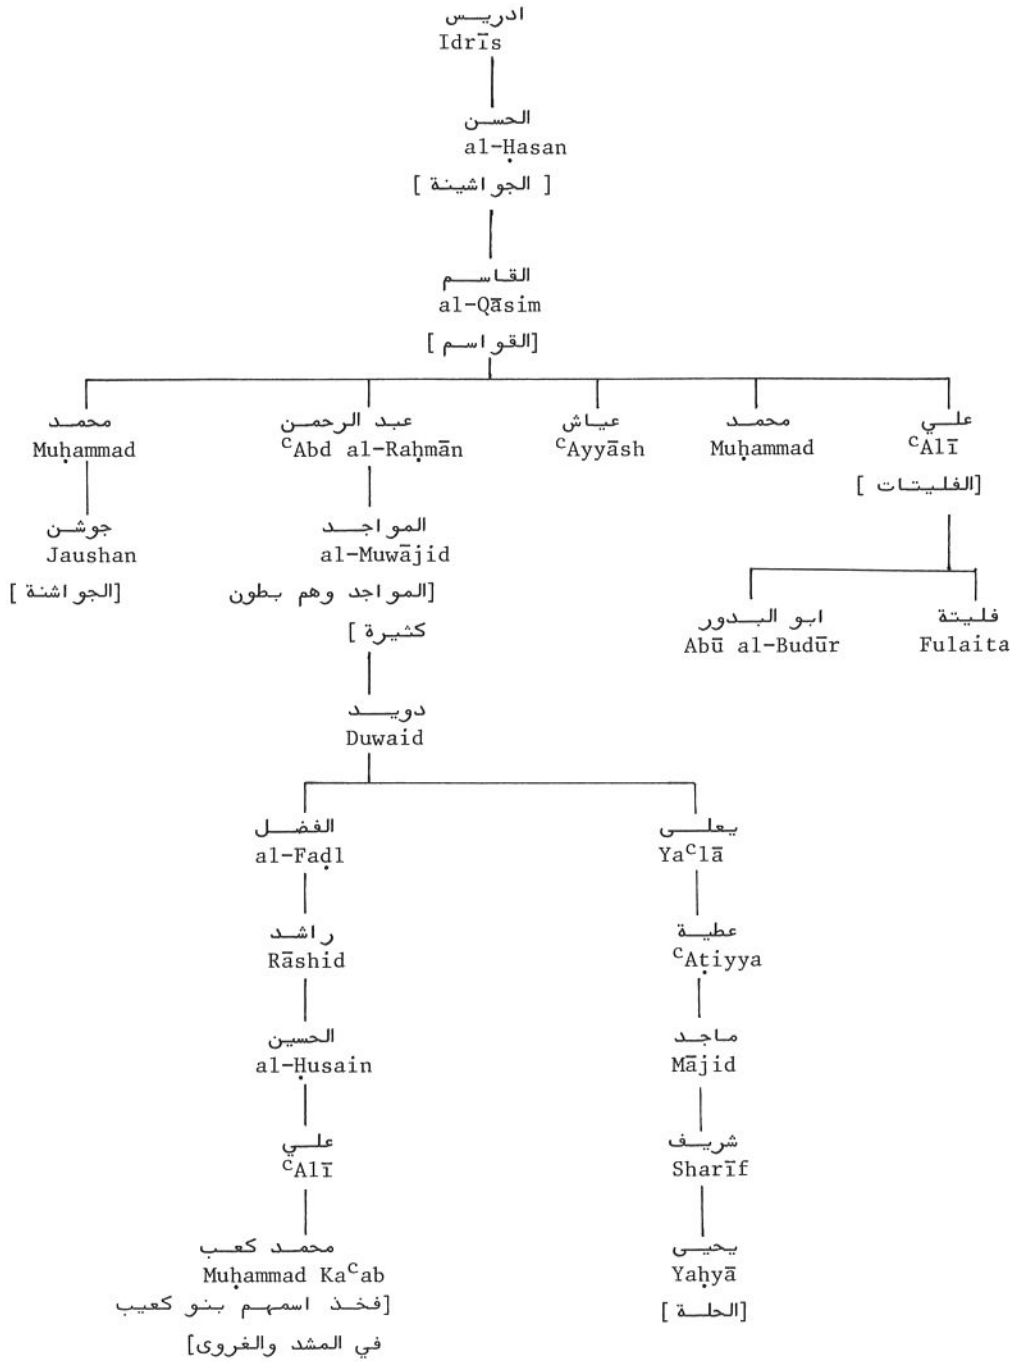 ادريس
Idrīs
الحسن
al-Ḥasan
[الجواشينة]
القاسم
al-Qāsim
[القواسم]
محمد
Muḥammad
عبد الرحمن
ᶜAbd al-Raḥmān
عياش
ᶜAyyāsh
محمد
Muḥammad
علي
ᶜAlī
[الفليتات]
جوشن
Jaushan
[الجواشنة]
المواجد
al-Muwājid
[المواجد وهم بطون
كثيرة]
ابو البدور
Abū al-Budūr
فليتة
Fulaita
دويد
Duwaid
الفضل
al-Faḍl
يعلى
Yaᶜlā
راشد
Rāshid
عطية
ᶜAṭiyya
الحسين
al-Ḥusain
ماجد
Mājid
علي
ᶜAlī
شريف
Sharīf
محمد كعب
Muḥammad Kaᶜab
[فخذ اسمهم بنو كعيب
في المشد والغروى]
يحيى
Yaḥyā
[الحلة]